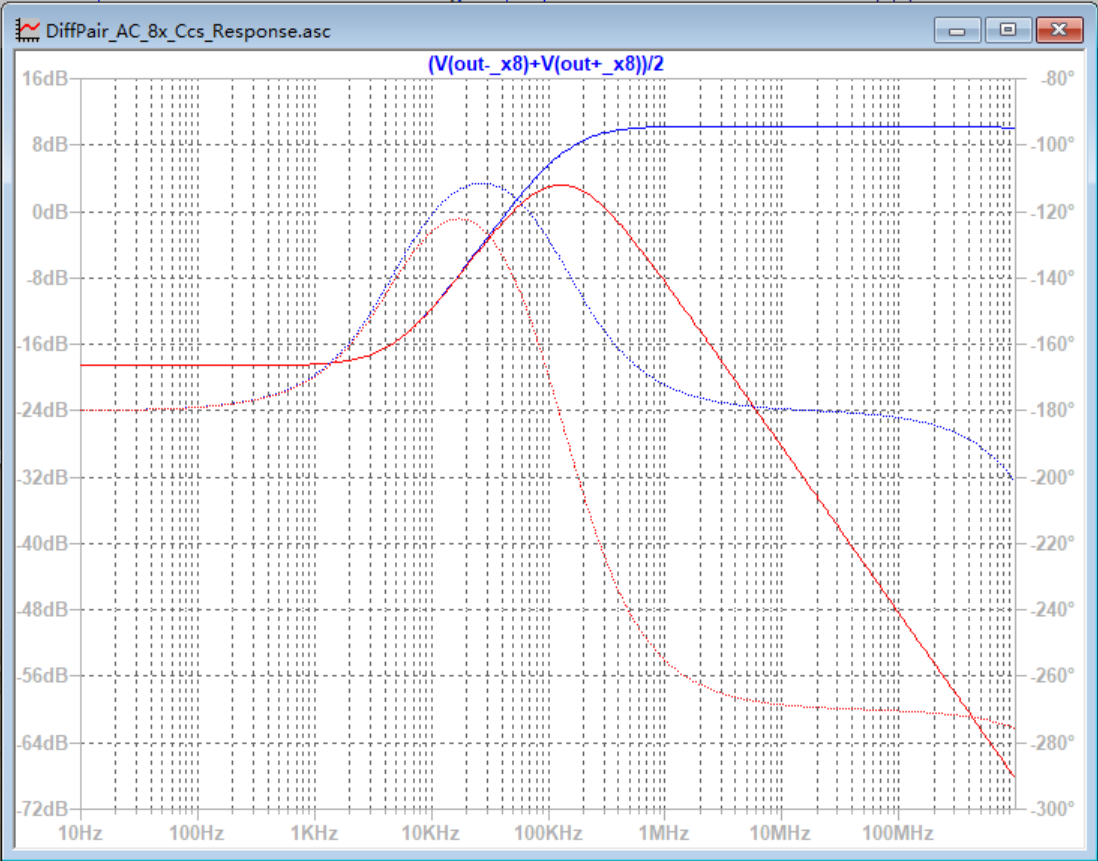 DiffPair_AC_8x_Ccs_Response.asc
(V(out-_x8)+V(out+_x8))/2
16dB
8dB
0dB
-8dB
-16dB
-24dB
-32dB
-40dB
-48dB
-56dB
-64dB
-72dB
-80°
-100°
-120°
-140°
-160°
-180°
-200°
-220°
-240°
-260°
-280°
-300°
10Hz 100Hz 1KHz 10KHz 100KHz 1MHz 10MHz 100MHz